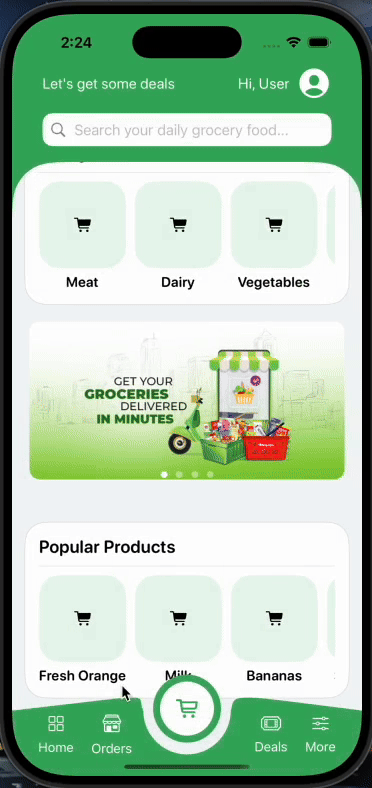 2:24
Let's get some deals
Hi, User
Search your daily grocery food...
Meat
Dairy
Vegetables
GET YOUR
GROCERIES
DELIVERED
IN MINUTES
Popular Products
Fresh Orange
Milk
Bananas
Home
Orders
Deals
More